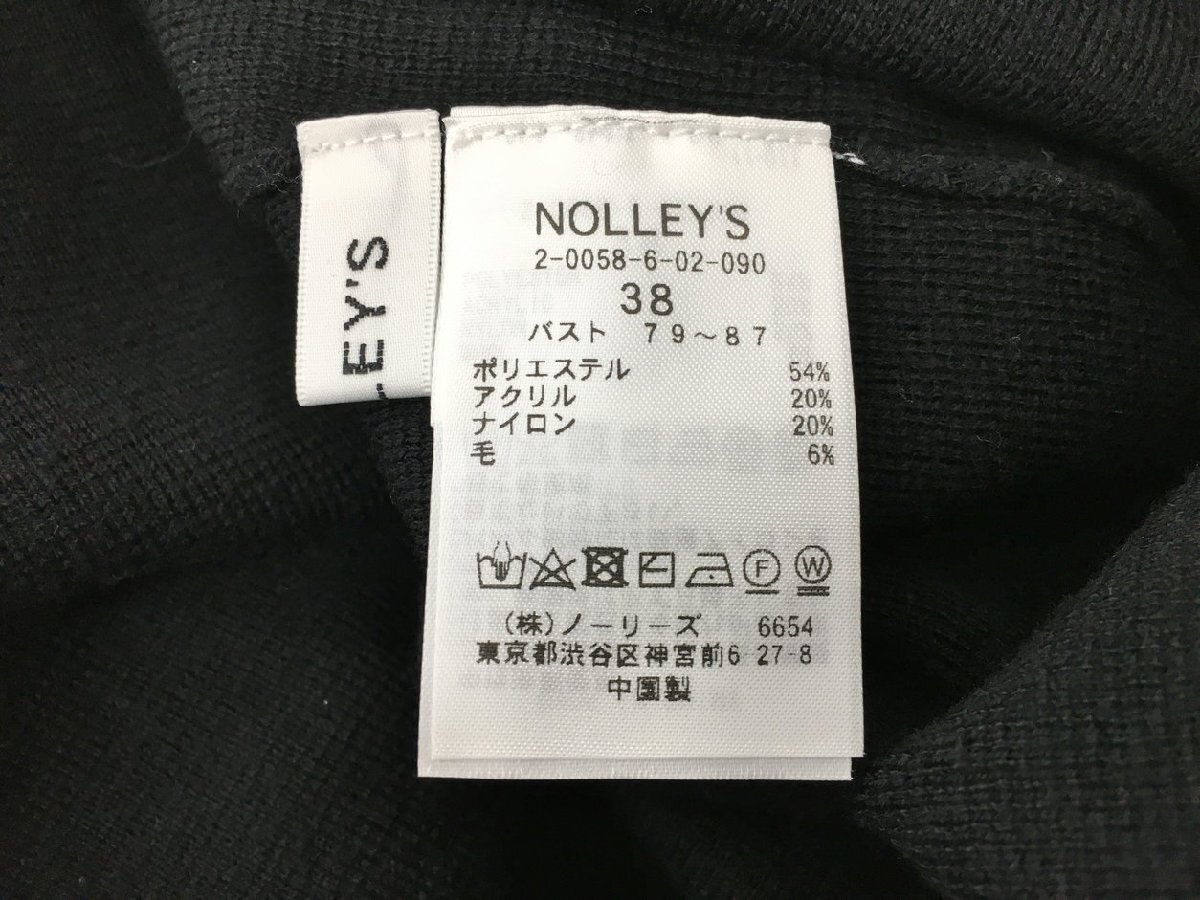 EY'S
NOLLEY'S
2-0058-6-02-090
38
バスト 79～87
ポリエステル 54%
アクリル 20%
ナイロン 20%
毛 6%
F W
(株)ノーリーズ 6654
東京都渋谷区神宮前6 27-8
中国製